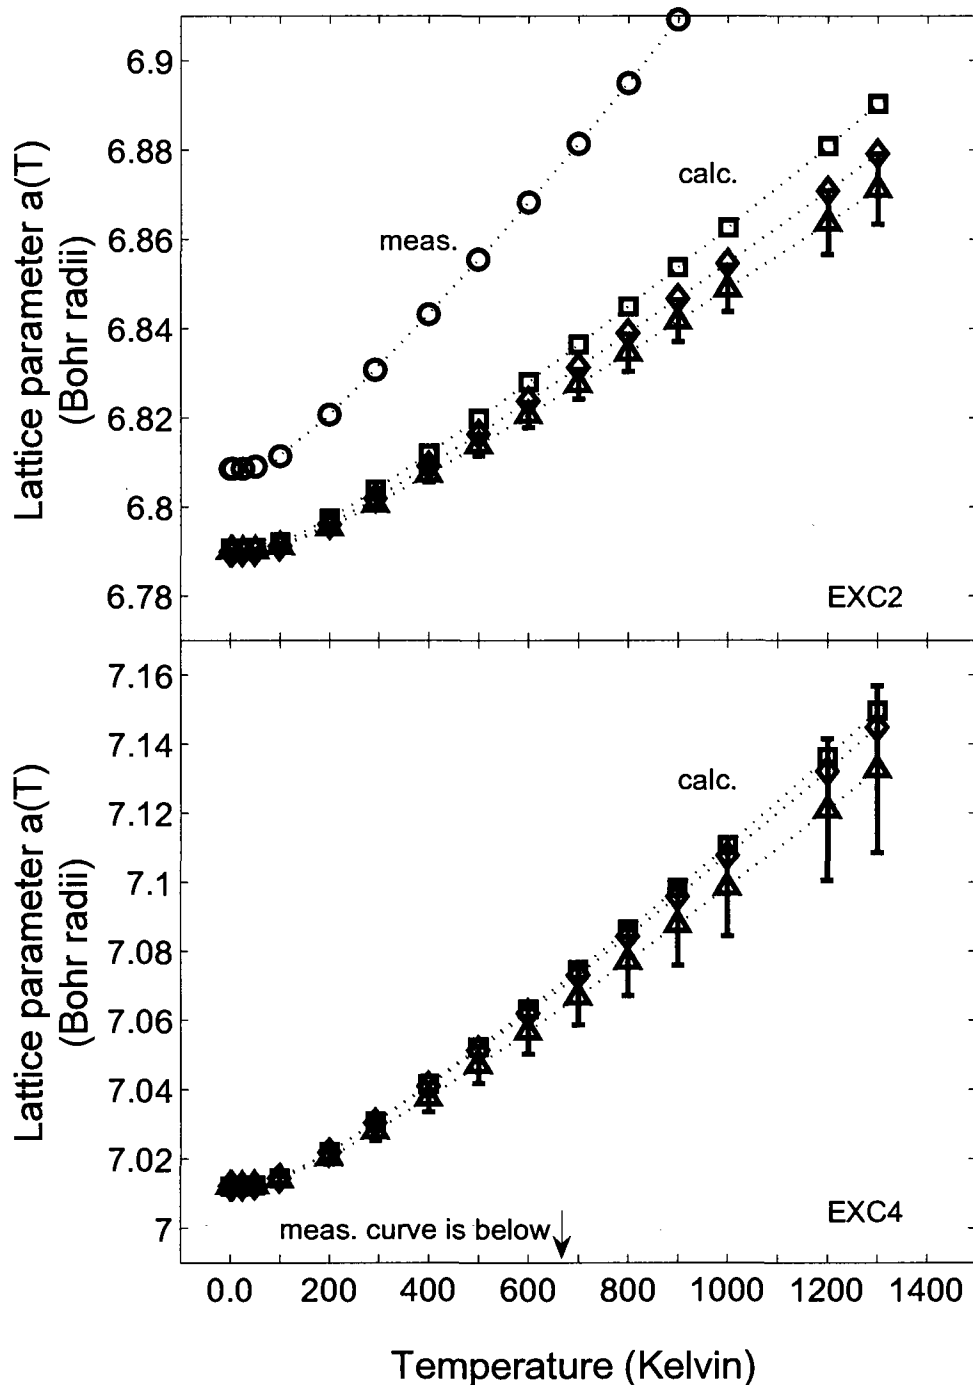 6.9
6.88
6.86
6.84
6.82
6.8
6.78
Lattice parameter a(T)
(Bohr radii)
meas.
calc.
EXC2
7.16
7.14
7.12
7.1
7.08
7.06
7.04
7.02
7
Lattice parameter a(T)
(Bohr radii)
calc.
EXC4
meas. curve is below
0.0 200 400 600 800 1000 1200 1400
Temperature (Kelvin)